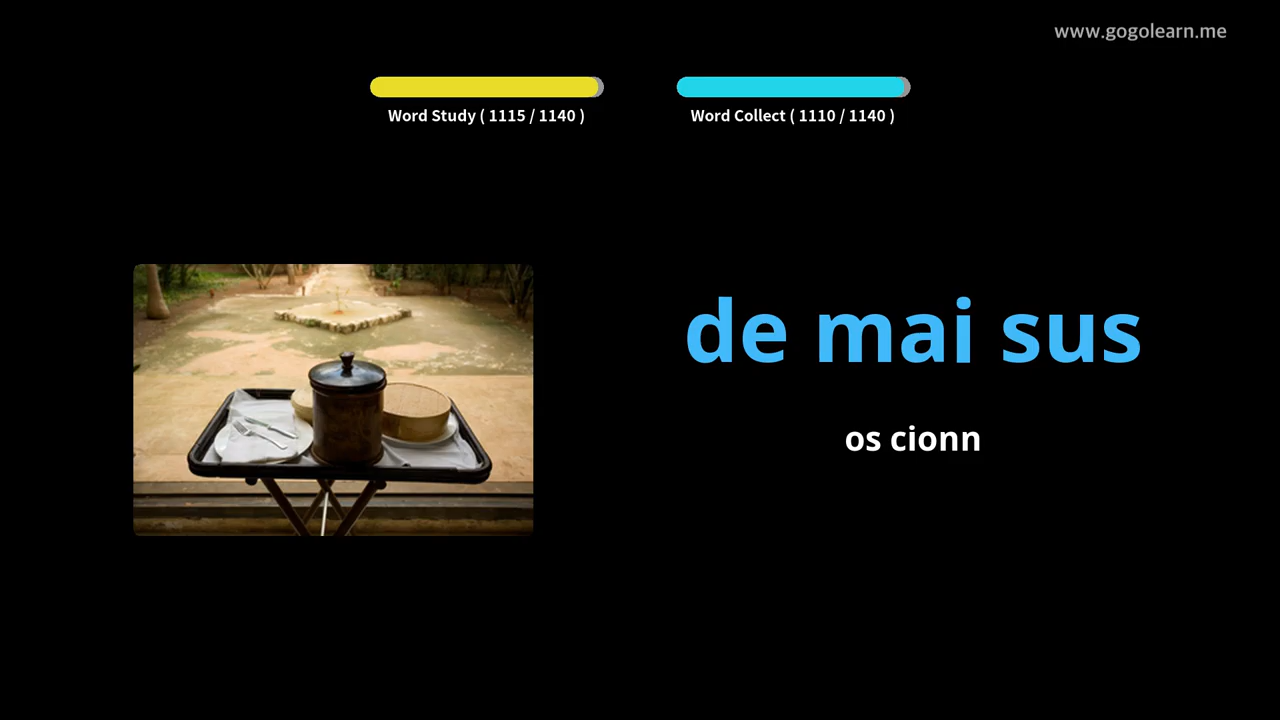 www.gogolearn.me
Word Study ( 1115 / 1140 )
Word Collect ( 1110 / 1140 )
de mai sus
os cionn